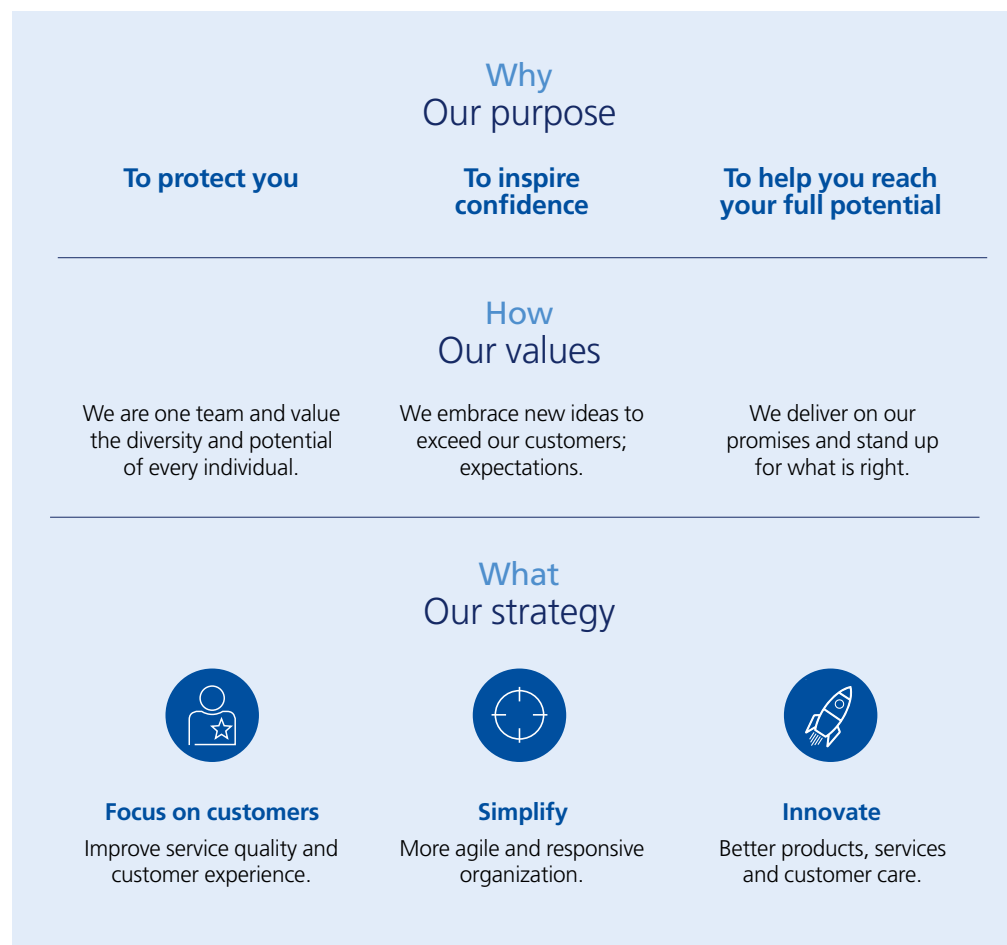 Why
Our purpose
To protect you
To inspire
confidence
To help you reach
your full potential
How
Our values
We are one team and value
the diversity and potential
of every individual.
We embrace new ideas to
exceed our customers;
expectations.
We deliver on our
promises and stand up
for what is right.
What
Our strategy
Focus on customers
Improve service quality and
customer experience.
Simplify
More agile and responsive
organization.
Innovate
Better products, services
and customer care.